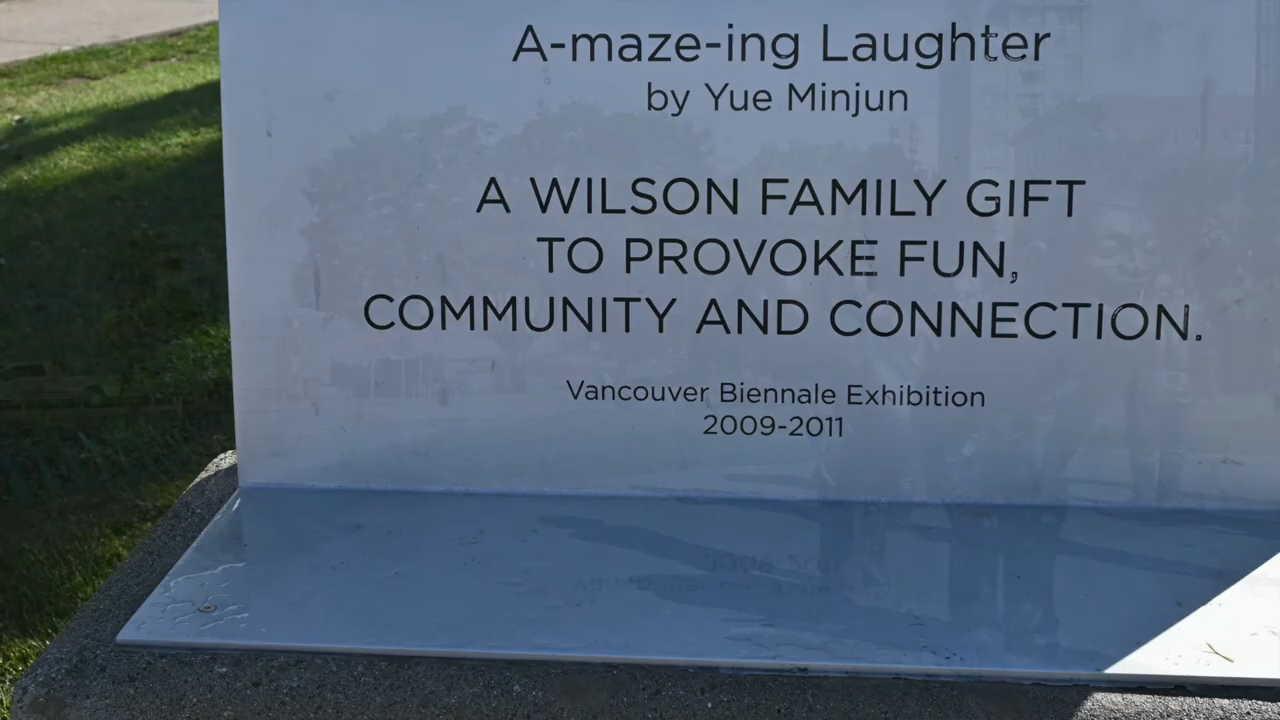 A-maze-ing Laughter
by Yue Minjun
A WILSON FAMILY GIFT
TO PROVOKE FUN,
COMMUNITY AND CONNECTION.
Vancouver Biennale Exhibition
2009-2011